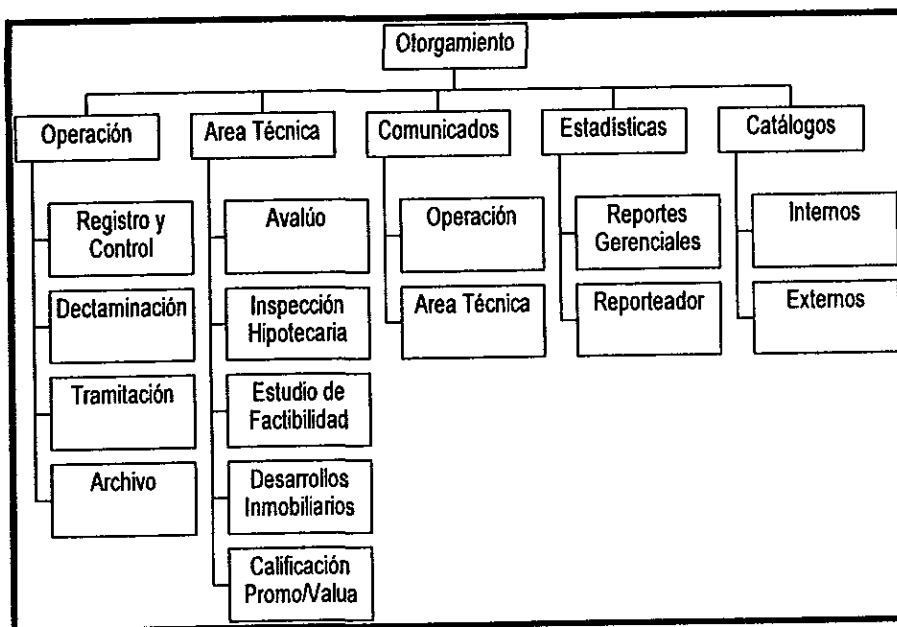 Otorgamiento
Operación
Area Técnica
Comunicados
Estadísticas
Catálogos
Registro y
Control
Dectaminación
Tramitación
Archivo
Avalúo
Inspección
Hipotecaria
Estudio de
Factibilidad
Desarrollos
Inmobiliarios
Calificación
Promo/Valua
Operación
Area Técnica
Reportes
Gerenciales
Reporteador
Internos
Externos